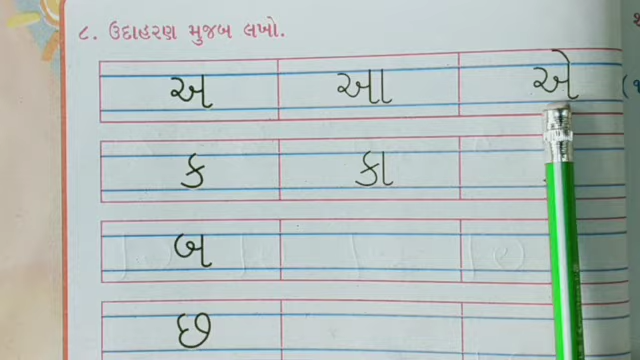 ૮. ઉદાહરણ મુજબ લખો.
અ આ એ
ક કા
બ
છ